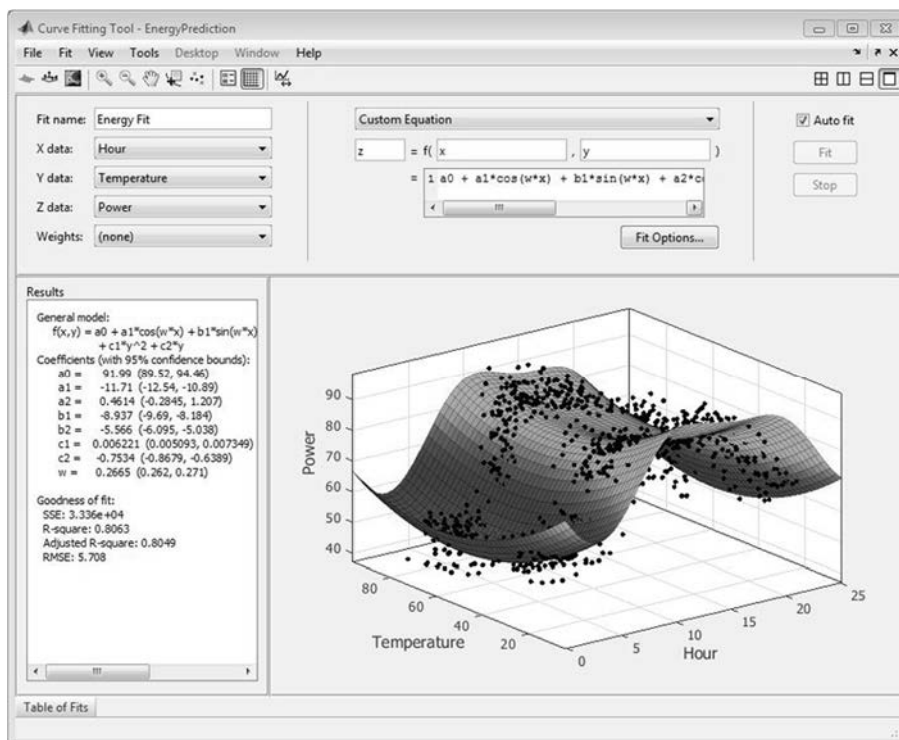 Curve Fitting Tool - EnergyPrediction
File Fit View Tools Desktop Window Help
Fit name: Energy Fit
X data: Hour
Y data: Temperature
Z data: Power
Weights: (none)
Custom Equation
z = f( x , y )
= 1 a0 + a1*cos(w*x) + b1*sin(w*x) + a2*c
Fit Options...
Auto fit
Fit
Stop
Results
General model:
f(x,y) = a0 + a1*cos(w*x) + b1*sin(w*x)
+ c1*y^2 + c2*y
Coefficients (with 95% confidence bounds):
a0 = 91.99 (89.52, 94.46)
a1 = -11.71 (-12.54, -10.89)
a2 = 0.4614 (-0.2845, 1.207)
b1 = -8.937 (-9.69, -8.184)
b2 = -5.566 (-6.095, -5.038)
c1 = 0.006221 (0.005093, 0.007349)
c2 = -0.7534 (-0.8679, -0.6389)
w = 0.2665 (0.262, 0.271)
Goodness of fit:
SSE: 3.336e+04
R-square: 0.8063
Adjusted R-square: 0.8049
RMSE: 5.708
Power
90
80
70
60
50
40
80
60
40
20
Temperature
0
5
10
15
20
25
Hour
Table of Fits